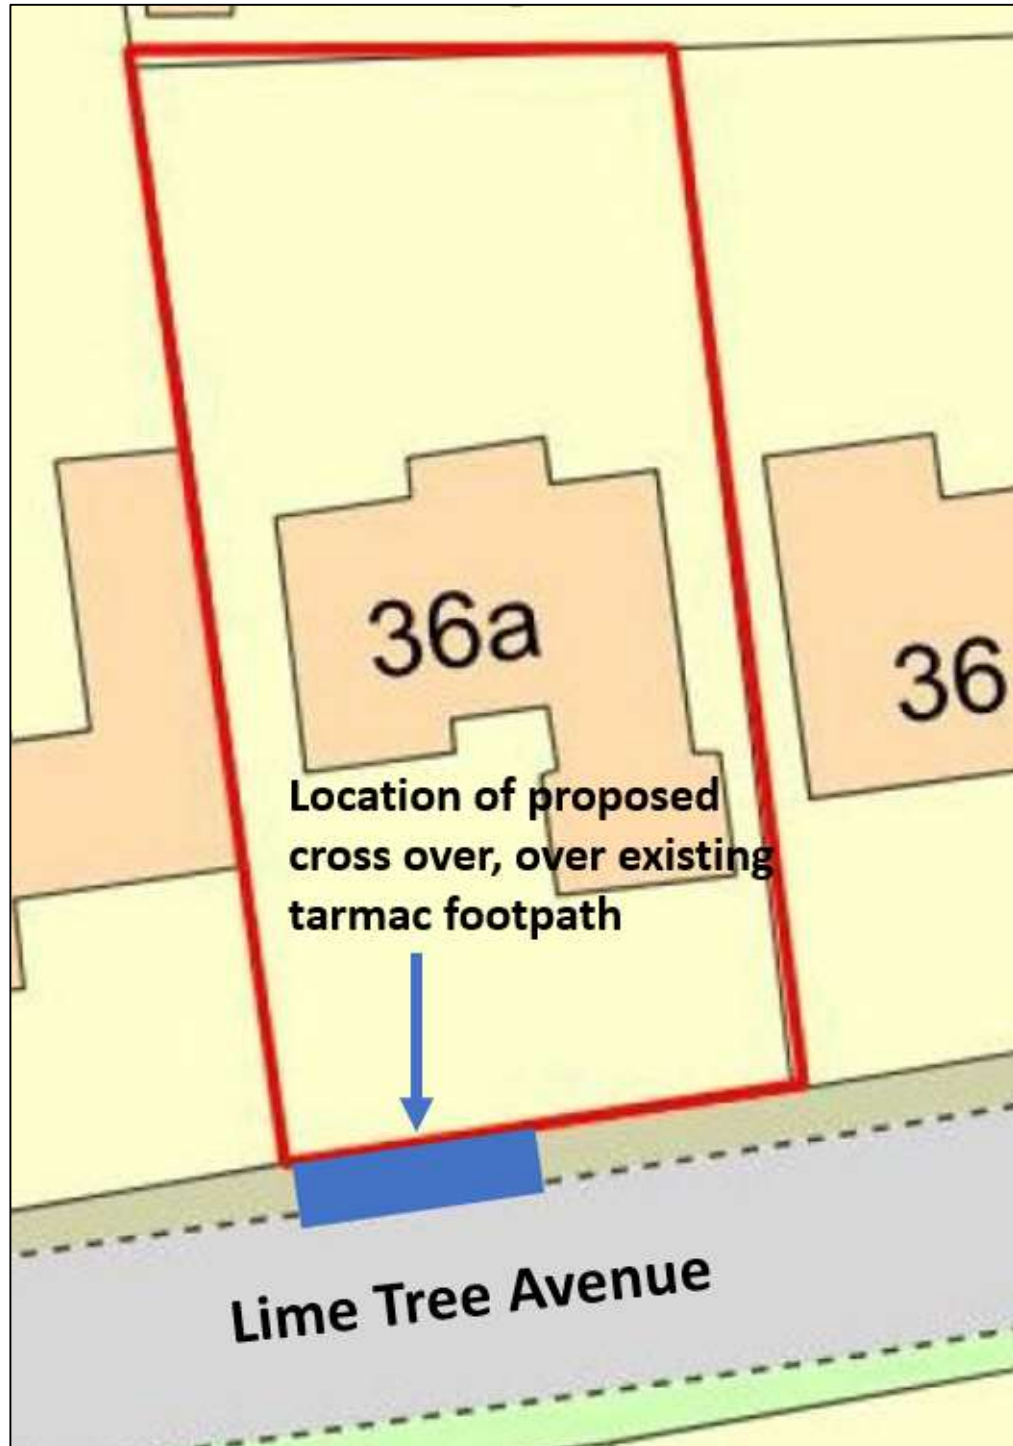 36a
36
Location of proposed
cross over, over existing
tarmac footpath
Lime Tree Avenue